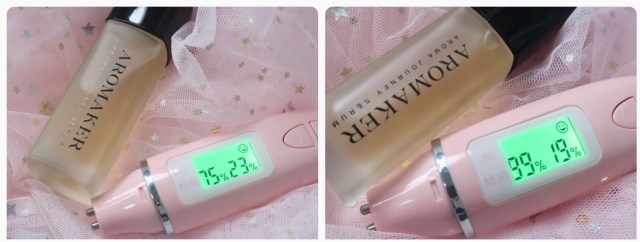 AROMAKER
75% 23%
AROMAKER
AROMA JOURNEY SERUM
99% 19%